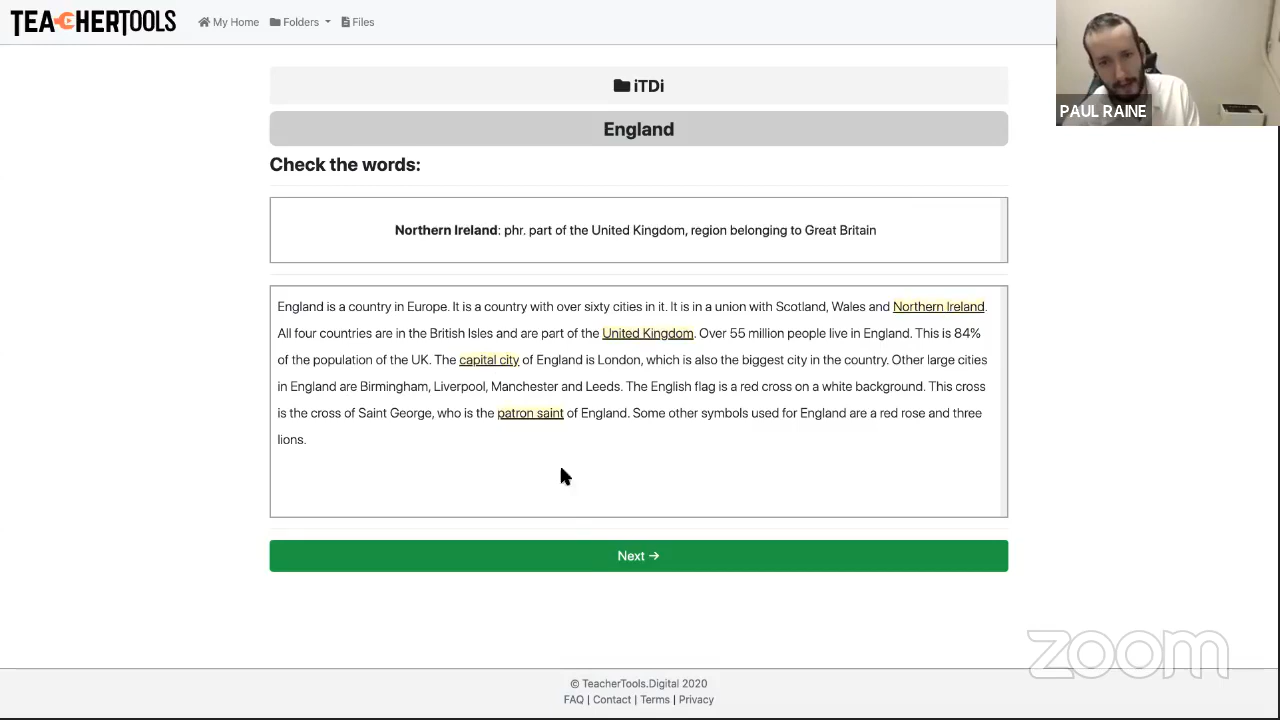 TEACHERTOOLS
My Home
Folders
Files
PAUL RAINE
iTDi
England
Check the words:
Northern Ireland: phr. part of the United Kingdom, region belonging to Great Britain
England is a country in Europe. It is a country with over sixty cities in it. It is in a union with Scotland, Wales and Northern Ireland.
All four countries are in the British Isles and are part of the United Kingdom. Over 55 million people live in England. This is 84%
of the population of the UK. The capital city of England is London, which is also the biggest city in the country. Other large cities
in England are Birmingham, Liverpool, Manchester and Leeds. The English flag is a red cross on a white background. This cross
is the cross of Saint George, who is the patron saint of England. Some other symbols used for England are a red rose and three
lions.
Next →
zoom
© TeacherTools.Digital 2020
FAQ | Contact | Terms | Privacy